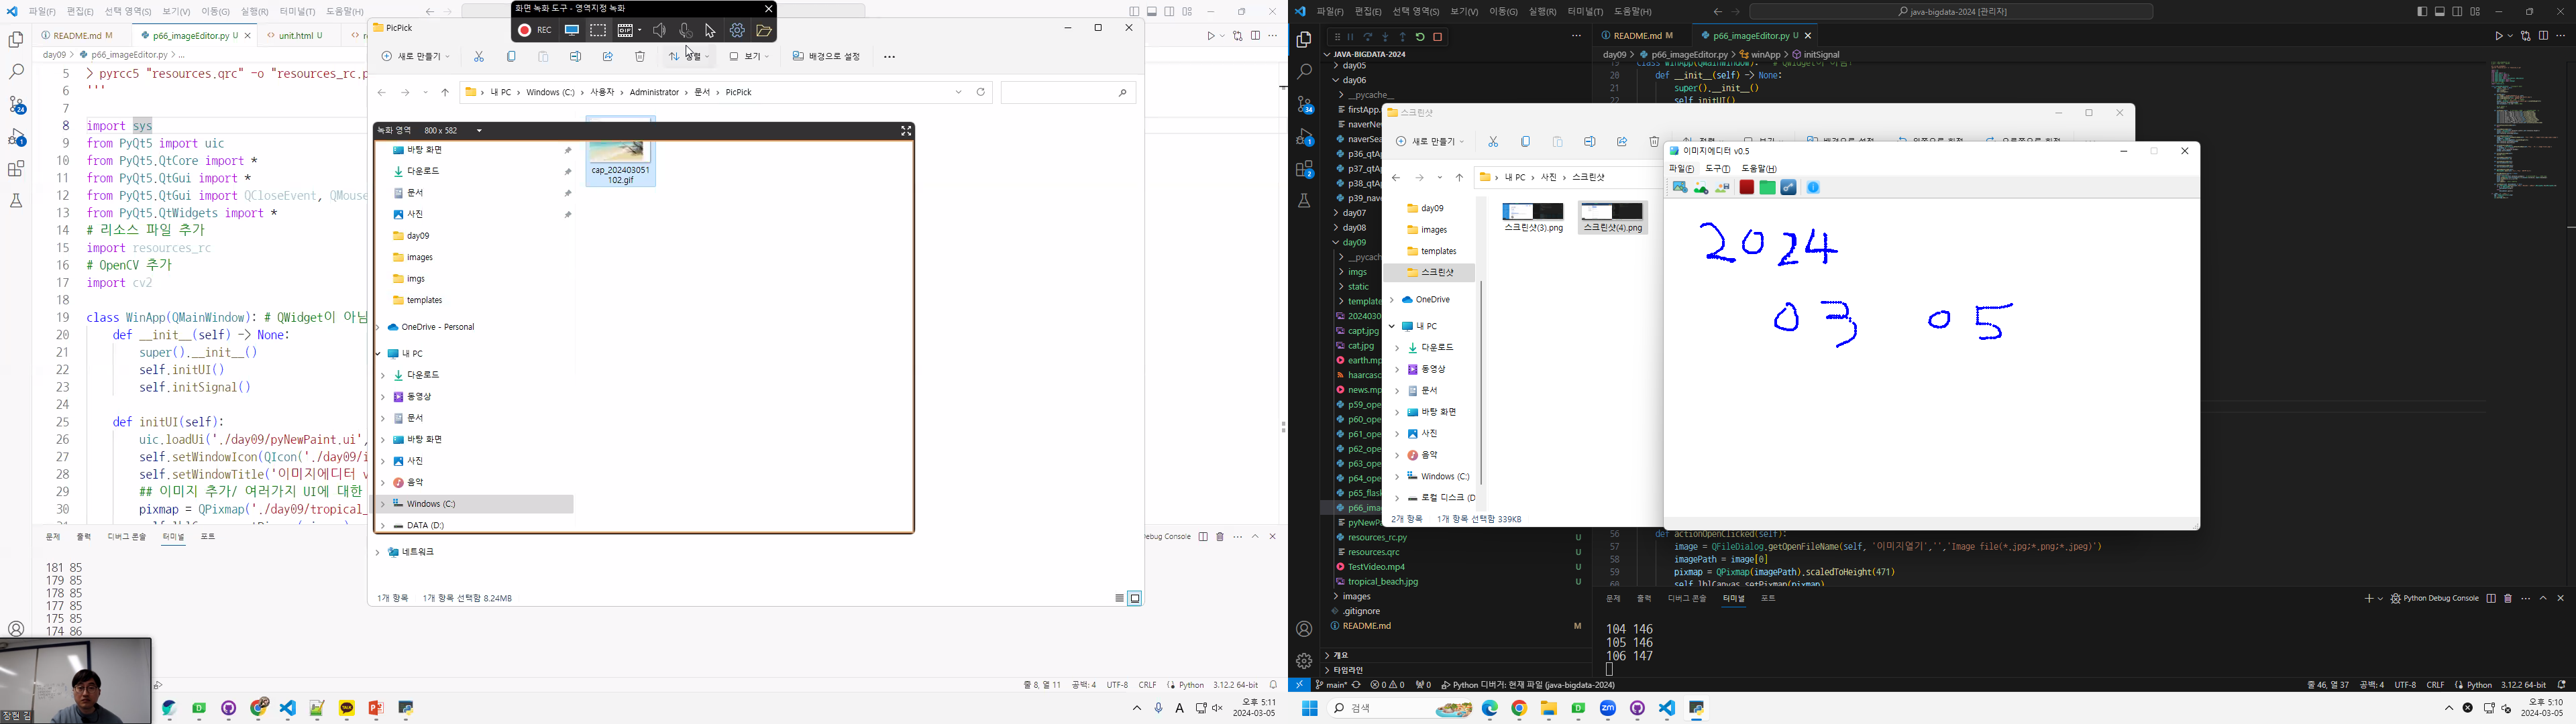 파일(F) 편집(E) 선택 영역(S) 보기(V) 이동(G) 실행(R) 터미널(T) 도움말(H)
화면 녹화 도구 - 영역지정 녹화
REC
README.md M
p66_imageEditor.py U
unit.html U
day09 > p66_imageEditor.py > ...
5 > pyrcc5 "resources.qrc" -o "resources_rc.p
6 '''
7
8 import sys
9 from PyQt5 import uic
10 from PyQt5.QtCore import *
11 from PyQt5.QtGui import *
12 from PyQt5.QtGui import QCloseEvent, QMouse
13 from PyQt5.QtWidgets import *
14 # 리소스 파일 추가
15 import resources_rc
16 # OpenCV 추가
17 import cv2
18
19 class WinApp(QMainWindow): # QWidget이 아님
20 def __init__(self) -> None:
21 super().__init__()
22 self.initUI()
23 self.initSignal()
24
25 def initUI(self):
26 uic.loadUi('./day09/pyNewPaint.ui',
27 self.setWindowIcon(QIcon('./day09/i
28 self.setWindowTitle('이미지에디터 v
29 ## 이미지 추가/ 여러가지 UI에 대한
30 pixmap = QPixmap('./day09/tropical_
문제 출력 디버그 콘솔 터미널 포트
ebug Console
181 85
179 85
178 85
177 85
175 85
174 86
장헌 김
줄 8, 열 11 공백: 4 UTF-8 CRLF Python 3.12.2 64-bit
오후 5:11
2024-03-05
PicPick
새로 만들기
정렬
보기
배경으로 설정
내 PC > Windows (C:) > 사용자 > Administrator > 문서 > PicPick
녹화 영역 800 x 582
바탕 화면
다운로드
문서
사진
day09
images
imgs
templates
OneDrive - Personal
내 PC
다운로드
동영상
문서
바탕 화면
사진
음악
Windows (C:)
DATA (D:)
네트워크
cap_202403051
102.gif
1개 항목 1개 항목 선택함 8.24MB
파일(F) 편집(E) 선택 영역(S) 보기(V) 이동(G) 실행(R) 터미널(T) 도움말(H)
java-bigdata-2024 [관리자]
JAVA-BIGDATA-2024
day05
day06
__pycache__
firstApp.
naverNew
naverSea
p36_qtAp
p37_qtAp
p38_qtAp
p39_nave
day07
day08
day09
__pycach
imgs
static
template
2024030
capt.jpg
cat.jpg
earth.mp
haarcasc
news.mp
p59_ope
p60_ope
p61_ope
p62_ope
p63_ope
p64_ope
p65_flask
p66_imag
pyNewPa
resources_rc.py U
resources.qrc U
TestVideo.mp4 U
tropical_beach.jpg U
images
.gitignore
README.md M
개요
타임라인
README.md M
p66_imageEditor.py U
day09 > p66_imageEditor.py > winApp > initSignal
20 def __init__(self) -> None:
21 super().__init__()
22 self.initUI()
스크린샷
새로 만들기
내 PC > 사진 > 스크린샷
day09
images
templates
스크린샷
OneDrive
내 PC
다운로드
동영상
문서
바탕 화면
사진
음악
Windows (C:)
로컬 디스크 (D
스크린샷(3).png
스크린샷(4).png
2개 항목 1개 항목 선택함 339KB
이미지에디터 v0.5
파일(F) 도구(T) 도움말(H)
2024
03 05
56 def actionOpenClicked(self):
57 image = QFileDialog.getOpenFileName(self, '이미지열기','','Image file(*.jpg;*.png;*.jpeg)')
58 imagePath = image[0]
59 pixmap = QPixmap(imagePath).scaledToHeight(471)
60 self.lblCanvas.setPixmap(pixmap)
문제 출력 디버그 콘솔 터미널 포트
Python Debug Console
104 146
105 146
106 147
main* 0 0 0 Python 디버거: 현재 파일 (java-bigdata-2024)
줄 46, 열 37 공백: 4 UTF-8 CRLF Python 3.12.2 64-bit
검색
오후 5:10
2024-03-05